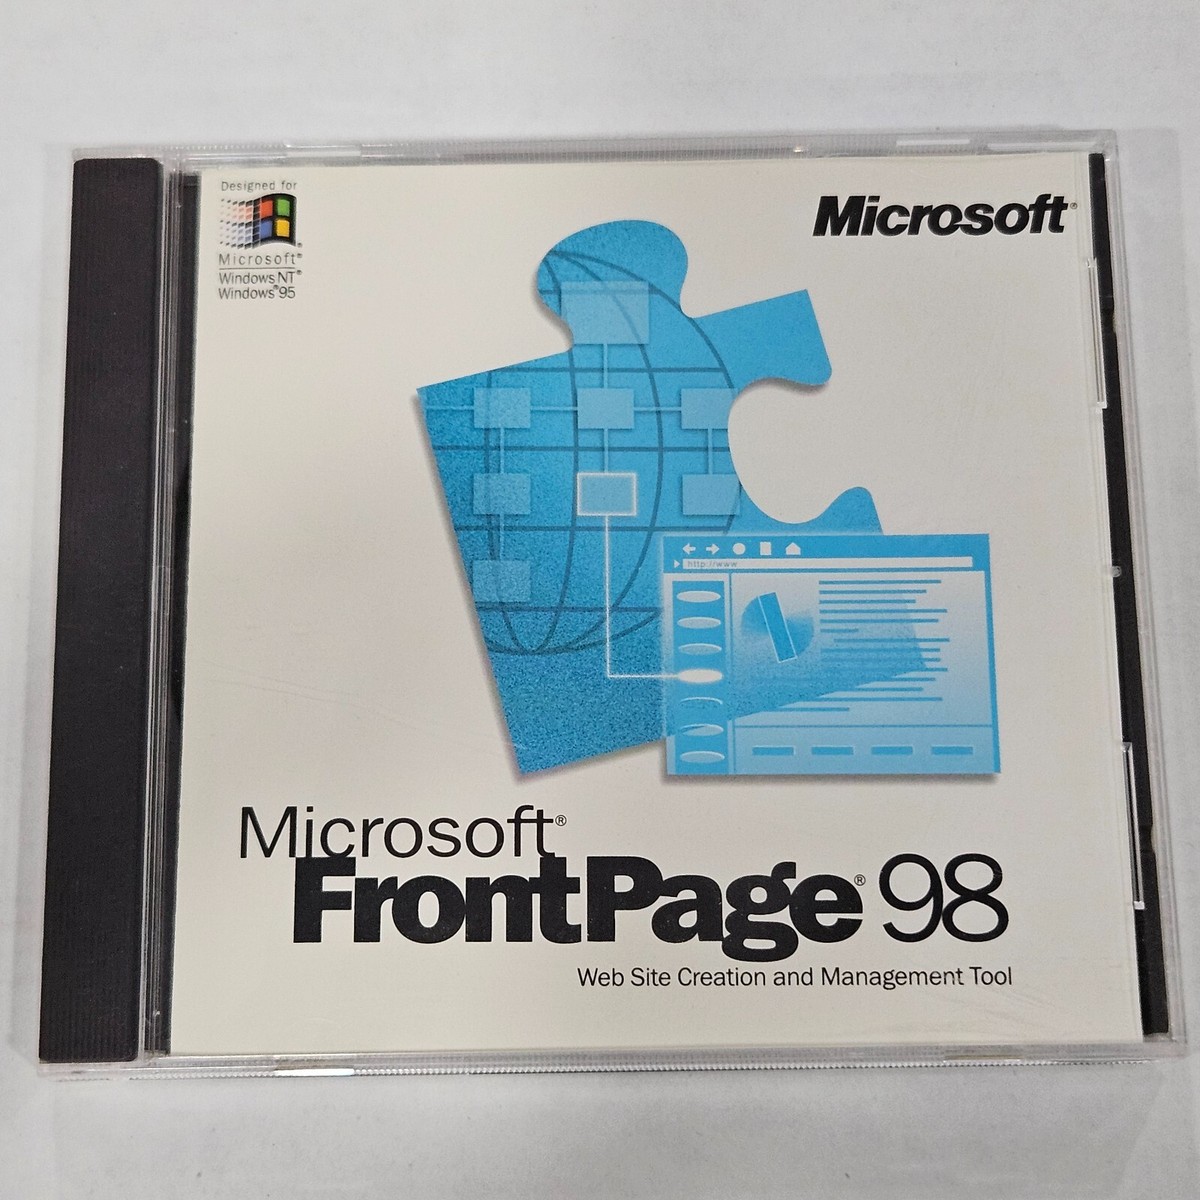 Designed for
Microsoft®
Windows NT®
Windows®95
Microsoft®
http://www
Microsoft®
FrontPage® 98
Web Site Creation and Management Tool